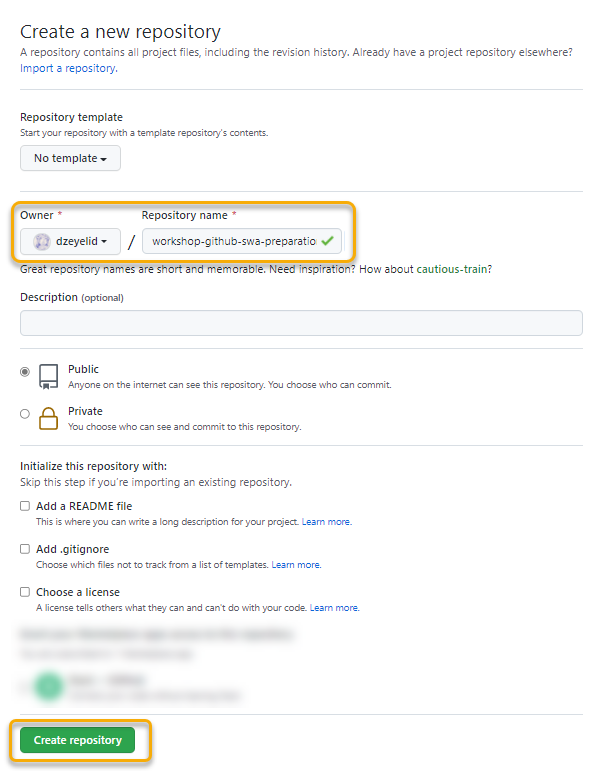 Create a new repository
A repository contains all project files, including the revision history. Already have a project repository elsewhere?
Import a repository.
Repository template
Start your repository with a template repository's contents.
No template
Owner * Repository name *
dzeyelid / workshop-github-swa-preparation
Great repository names are short and memorable. Need inspiration? How about cautious-train?
Description (optional)
Public
Anyone on the internet can see this repository. You choose who can commit.
Private
You choose who can see and commit to this repository.
Initialize this repository with:
Skip this step if you're importing an existing repository.
Add a README file
This is where you can write a long description for your project. Learn more.
Add .gitignore
Choose which files not to track from a list of templates. Learn more.
Choose a license
A license tells others what they can and can't do with your code. Learn more.
Create repository